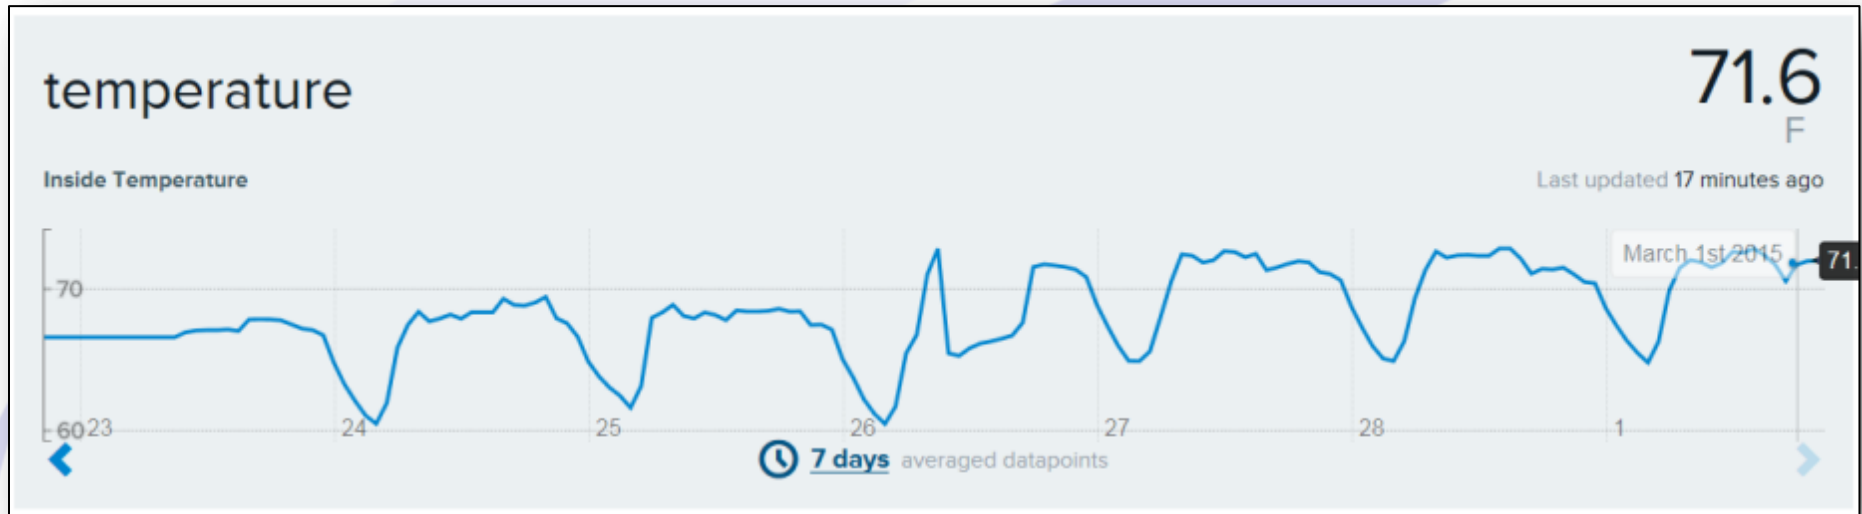 temperature
71.6
F
Inside Temperature
Last updated 17 minutes ago
March 1st 2015
71.
70
60 23 24 25 26 27 28 1
7 days averaged datapoints